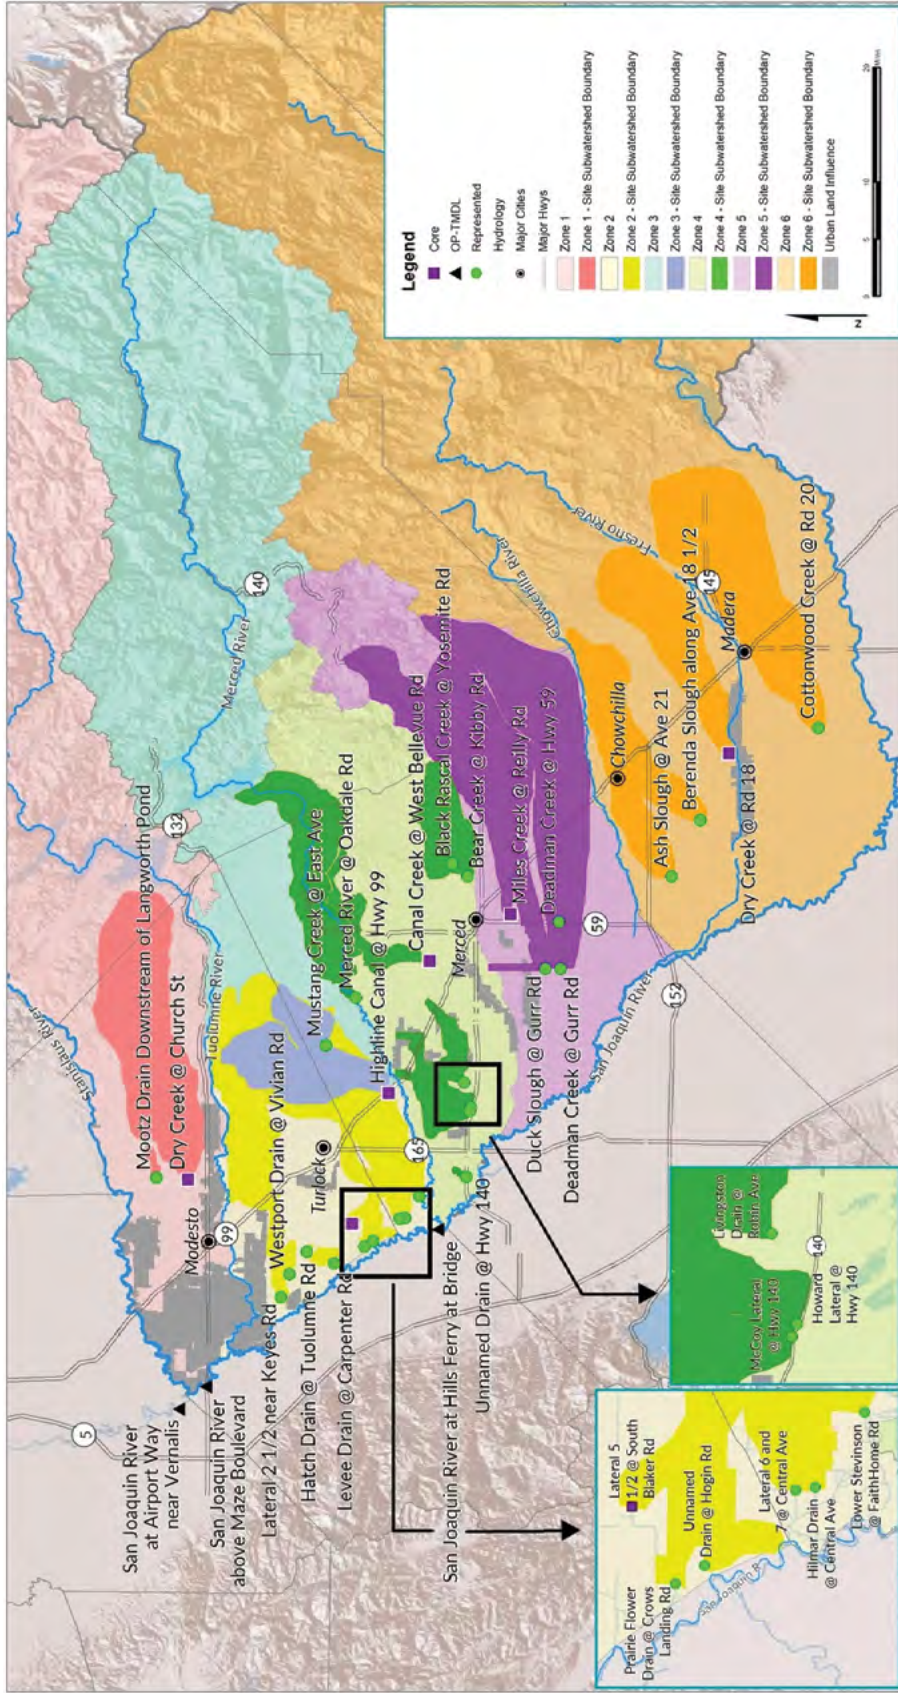 San Joaquin River
at Airport Way
near Vernalis
San Joaquin River
above Maze Boulevard
Lateral 2 1/2 near Keyes Rd
Hatch Drain @ Tuolumne Rd
Levee Drain @ Carpenter Rd
San Joaquin River at Hills Ferry at Bridge
Unnamed Drain @ Hwy 140
Westport Drain @ Vivian Rd
Mootz Drain Downstream of Langworth Pond
Dry Creek @ Church St
Stanislaus River
Tuolumne River
Modesto
Turlock
5
99
132
165
140
59
152
145
Merced River
Mustang Creek @ East Ave
Merced River @ Oakdale Rd
Highline Canal @ Hwy 99
Canal Creek @ West Bellevue Rd
Black Rascal Creek @ Yosemite Rd
Bear Creek @ Kibby Rd
Merced
Miles Creek @ Reilly Rd
Deadman Creek @ Hwy 59
Duck Slough @ Gurr Rd
Deadman Creek @ Gurr Rd
San Joaquin River
Chowchilla River
Fresno River
Chowchilla
Ash Slough @ Ave 21
Berenda Slough along Ave 18 1/2
Madera
Dry Creek @ Rd 18
Cottonwood Creek @ Rd 20
Prairie Flower
Drain @ Crows
Landing Rd
Lateral 5
1/2 @ South
Blaker Rd
Unnamed
Drain @ Hogin Rd
Lateral 6 and
7 @ Central Ave
Hilmar Drain
@ Central Ave
Lower Stevinson
@ FaithHome Rd
San Joaquin R
McCoy Lateral
@ Hwy 140
Livingston
Drain @
Robin Ave
140
Howard
Lateral @
Hwy 140
Legend
Core
OP-TMDL
Represented
Hydrology
Major Cities
Major Hwys
Zone 1
Zone 1 - Site Subwatershed Boundary
Zone 2
Zone 2 - Site Subwatershed Boundary
Zone 3
Zone 3 - Site Subwatershed Boundary
Zone 4
Zone 4 - Site Subwatershed Boundary
Zone 5
Zone 5 - Site Subwatershed Boundary
Zone 6
Zone 6 - Site Subwatershed Boundary
Urban Land Influence
N
0 5 10 20
Miles